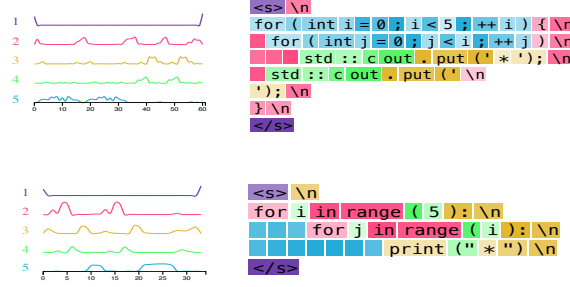 1
2
3
4
5
0 10 20 30 40 50 60
<s> \n
for ( int i = 0 ; i < 5 ; ++ i ) { \n
for ( int j = 0 ; j < i ; ++ j ) \n
std :: c out . put (' * '); \n
std :: c out . put (' \n
'); \n
} \n
</s>
1
2
3
4
5
0 5 10 15 20 25 30
<s> \n
for i in range ( 5 ): \n
for j in range ( i ): \n
print (" * ") \n
</s>